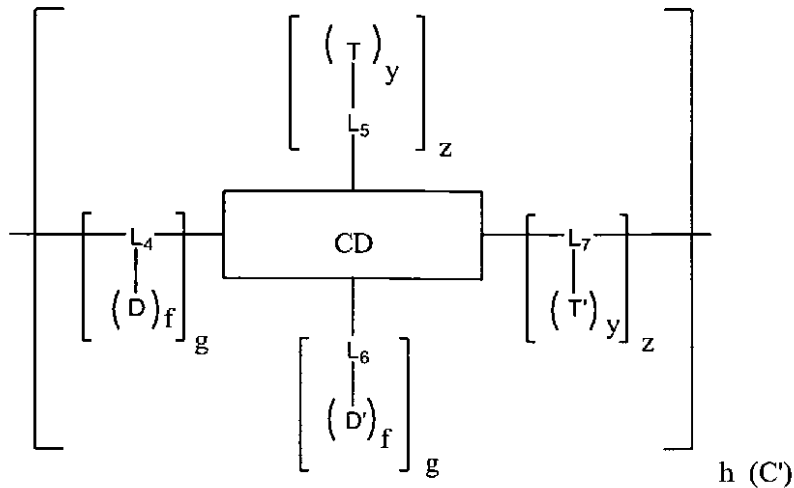 ( T )y
L5
z
L4 CD L7
( D )f ( T' )y
g z
L6
( D' )f
g
h (C')